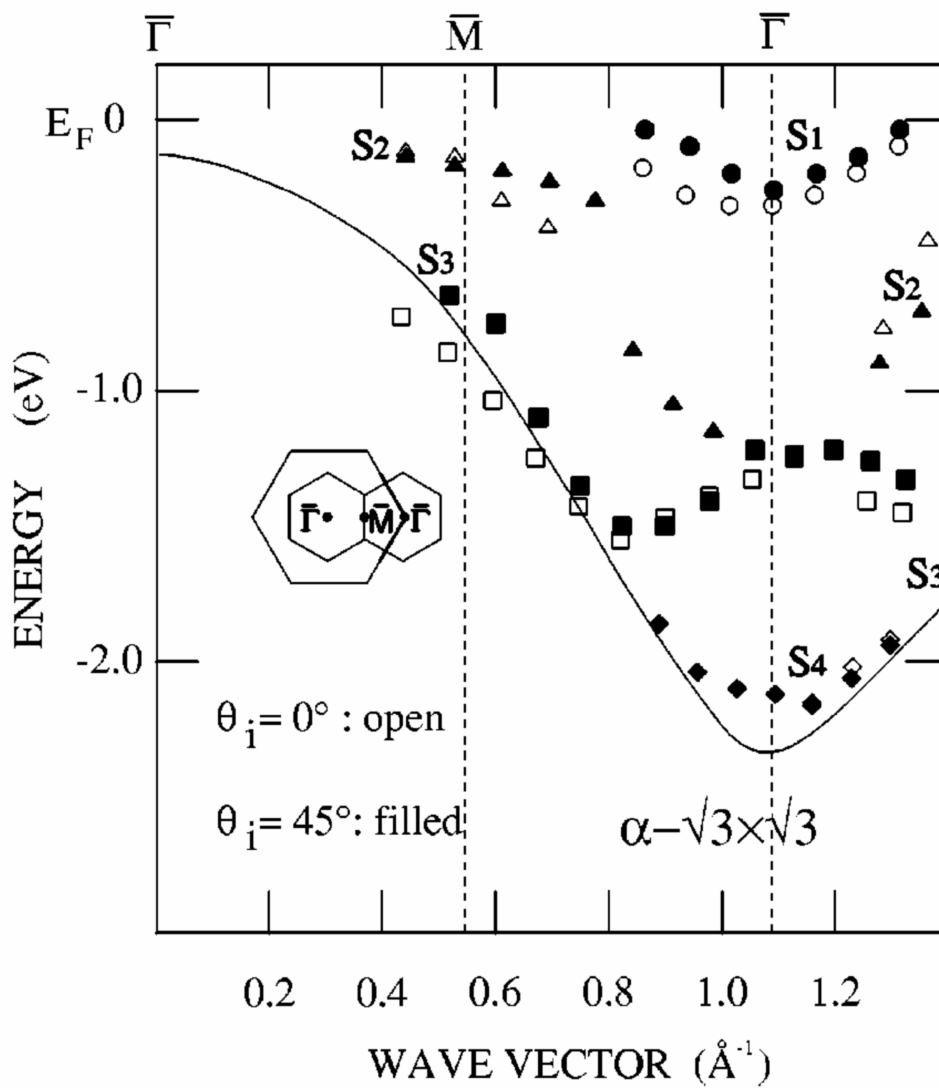 Γ̅ M̅ Γ̅
E_F 0
S2 S1
S3
S2
-1.0
Γ̅ M̅ Γ̅
S3
-2.0
S4
θ_i = 0° : open
θ_i = 45°: filled
α−√3×√3
0.2 0.4 0.6 0.8 1.0 1.2
WAVE VECTOR (Å⁻¹)
ENERGY (eV)